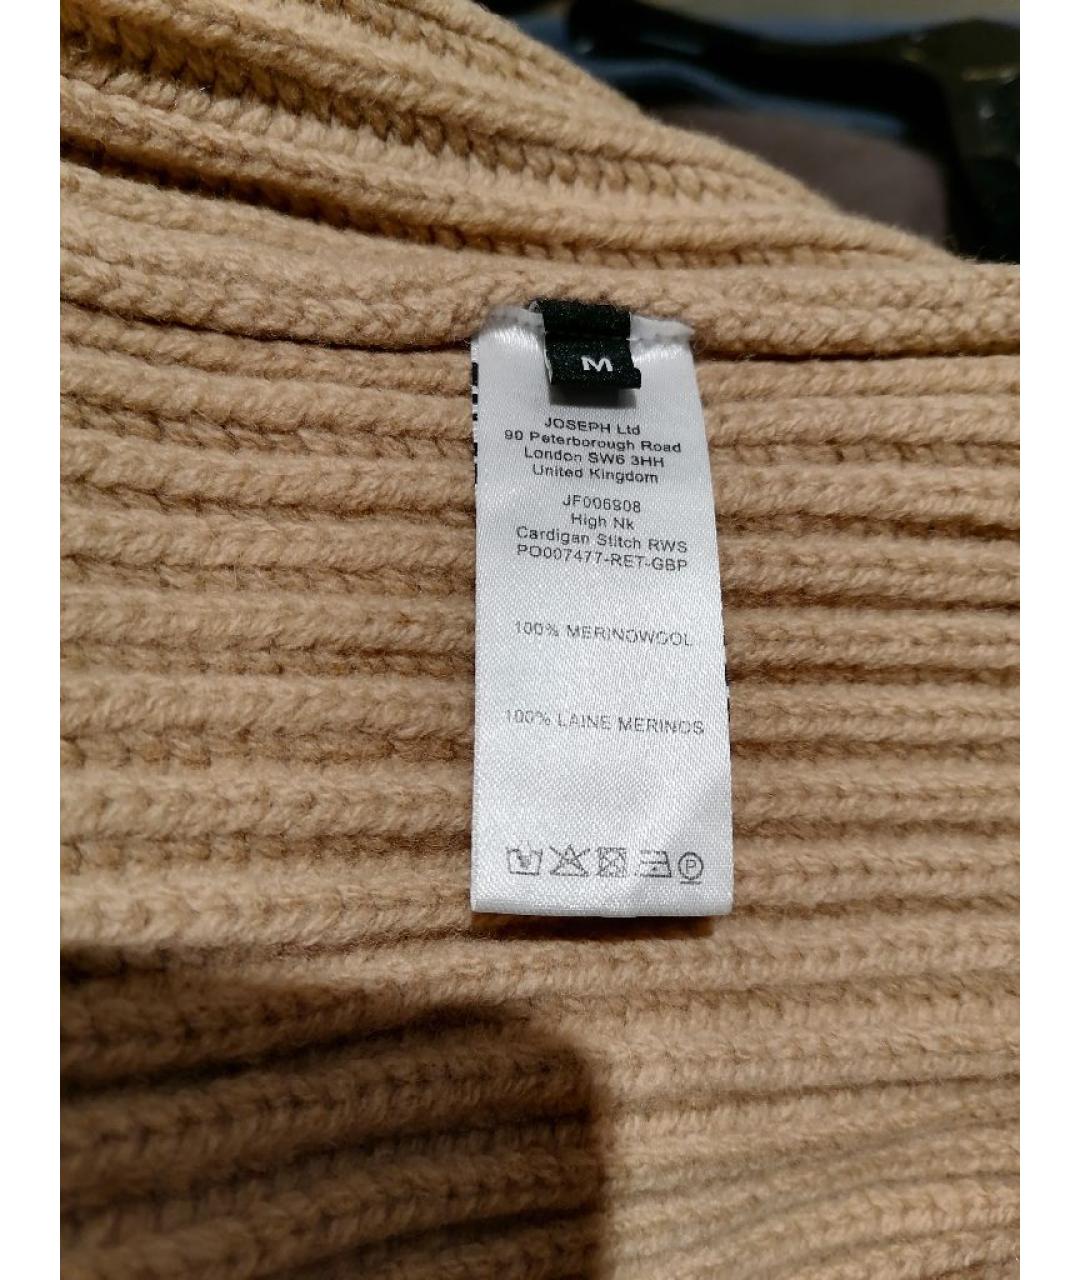 M
JOSEPH Ltd
90 Peterborough Road
London SW6 3HH
United Kingdom
JF006908
High Nk
Cardigan Stitch RWS
PO007477-RET-GBP
100% MERINOWOOL
100% LAINE MERINOS
P